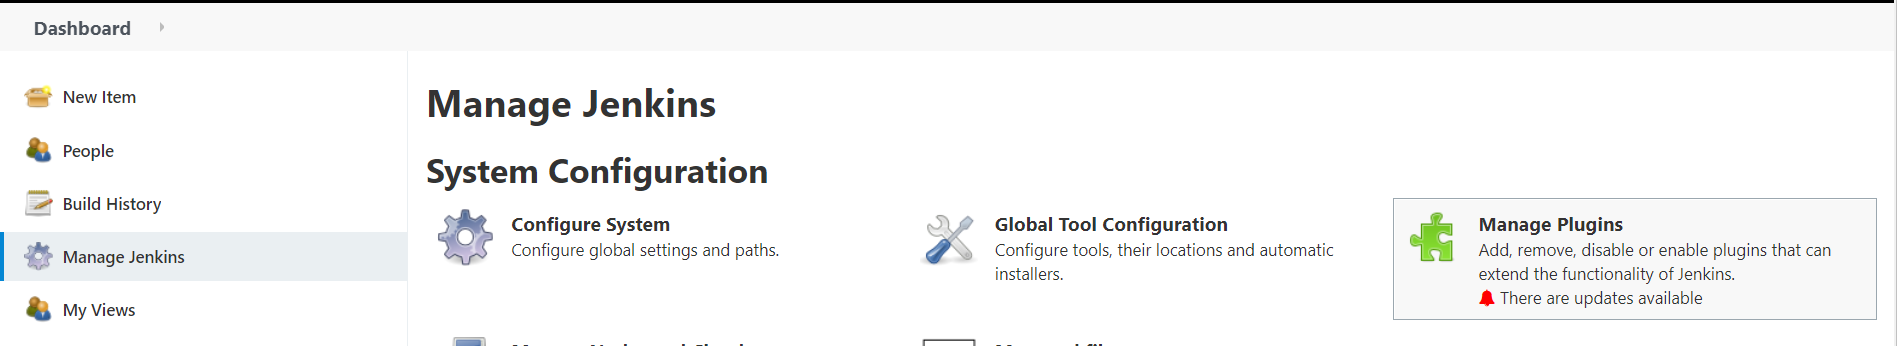 Dashboard
New Item
People
Build History
Manage Jenkins
My Views
Manage Jenkins
System Configuration
Configure System
Configure global settings and paths.
Global Tool Configuration
Configure tools, their locations and automatic
installers.
Manage Plugins
Add, remove, disable or enable plugins that can
extend the functionality of Jenkins.
There are updates available